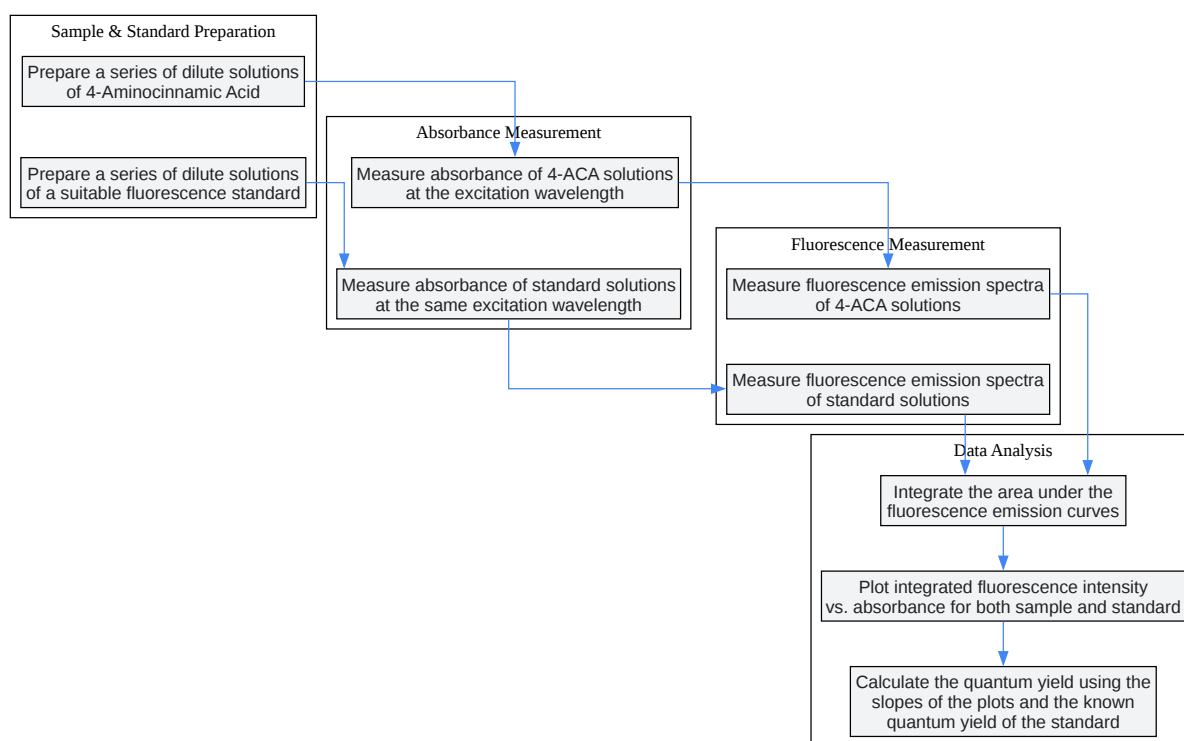 Sample & Standard Preparation
Prepare a series of dilute solutions
of 4-Aminocinnamic Acid
Prepare a series of dilute solutions
of a suitable fluorescence standard
Absorbance Measurement
Measure absorbance of 4-ACA solutions
at the excitation wavelength
Measure absorbance of standard solutions
at the same excitation wavelength
Fluorescence Measurement
Measure fluorescence emission spectra
of 4-ACA solutions
Measure fluorescence emission spectra
of standard solutions
Data Analysis
Integrate the area under the
fluorescence emission curves
Plot integrated fluorescence intensity
vs. absorbance for both sample and standard
Calculate the quantum yield using the
slopes of the plots and the known
quantum yield of the standard